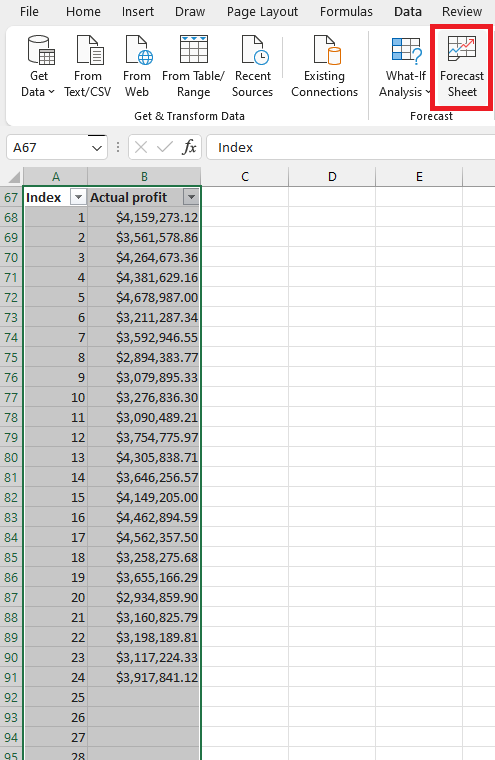 File Home Insert Draw Page Layout Formulas Data Review
Get Data From Text/CSV From Web From Table/ Range Recent Sources Existing Connections What-If Analysis Forecast Sheet
Get & Transform Data Forecast
A67 fx Index
A B C D E
67 Index Actual profit
68 1 $4,159,273.12
69 2 $3,561,578.86
70 3 $4,264,673.36
71 4 $4,381,629.16
72 5 $4,678,987.00
73 6 $3,211,287.34
74 7 $3,592,946.55
75 8 $2,894,383.77
76 9 $3,079,895.33
77 10 $3,276,836.30
78 11 $3,090,489.21
79 12 $3,754,775.97
80 13 $4,305,838.71
81 14 $3,646,256.57
82 15 $4,149,205.00
83 16 $4,462,894.59
84 17 $4,562,357.50
85 18 $3,258,275.68
86 19 $3,655,166.29
87 20 $2,934,859.90
88 21 $3,160,825.79
89 22 $3,198,189.81
90 23 $3,117,224.33
91 24 $3,917,841.12
92 25
93 26
94 27
95 28